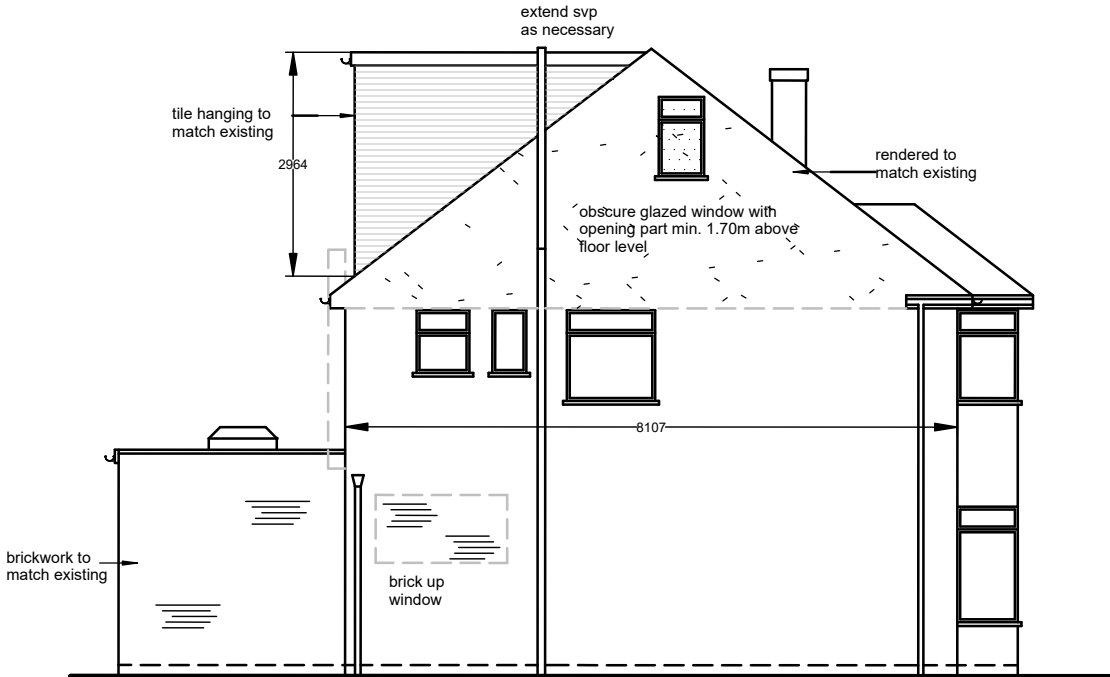 extend svp
as necessary
tile hanging to
match existing
2964
rendered to
match existing
obscure glazed window with
opening part min. 1.70m above
floor level
8107
brickwork to
match existing
brick up
window